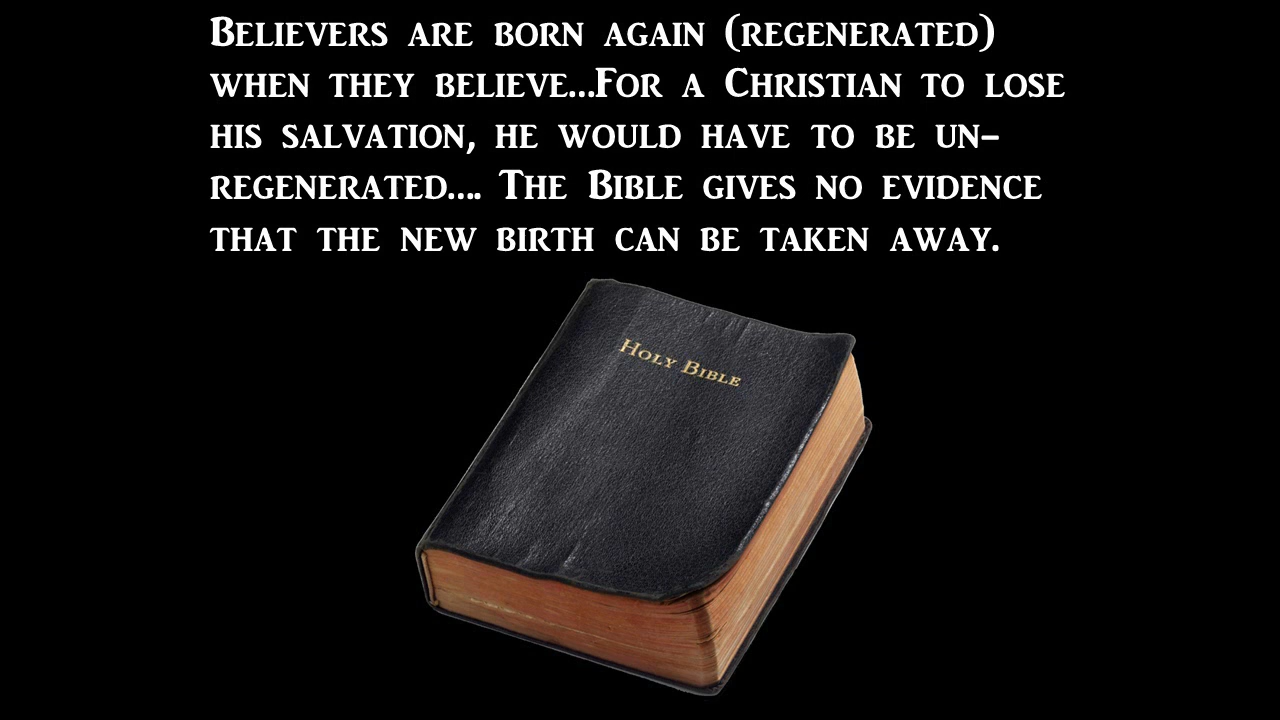 Believers are born again (regenerated)
when they believe...For a Christian to lose
his salvation, he would have to be un-
regenerated.... The Bible gives no evidence
that the new birth can be taken away.
Holy Bible